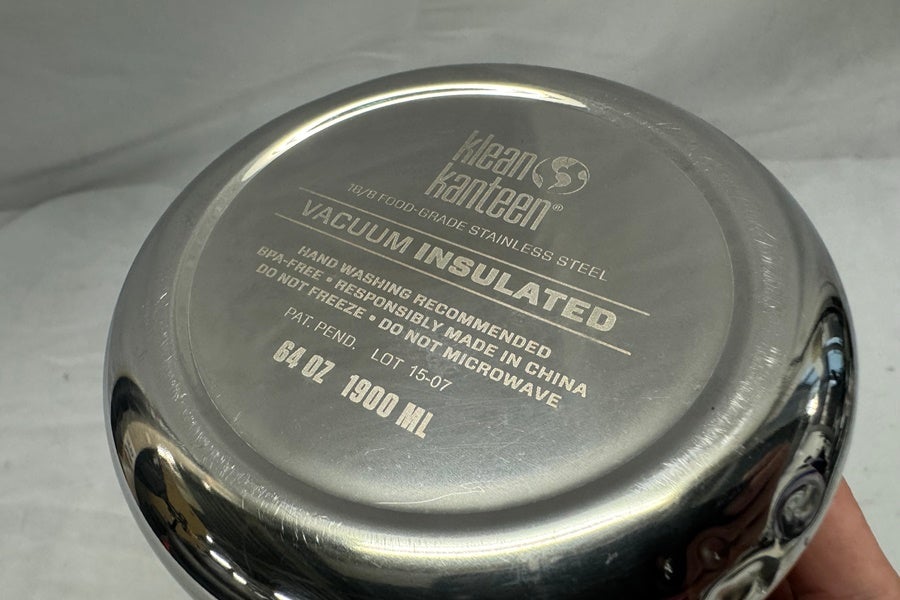 klean
kanteen®
18/8 FOOD-GRADE STAINLESS STEEL
VACUUM INSULATED
HAND WASHING RECOMMENDED
BPA-FREE • RESPONSIBLY MADE IN CHINA
DO NOT FREEZE • DO NOT MICROWAVE
PAT. PEND. LOT 15-07
64 OZ 1900 ML